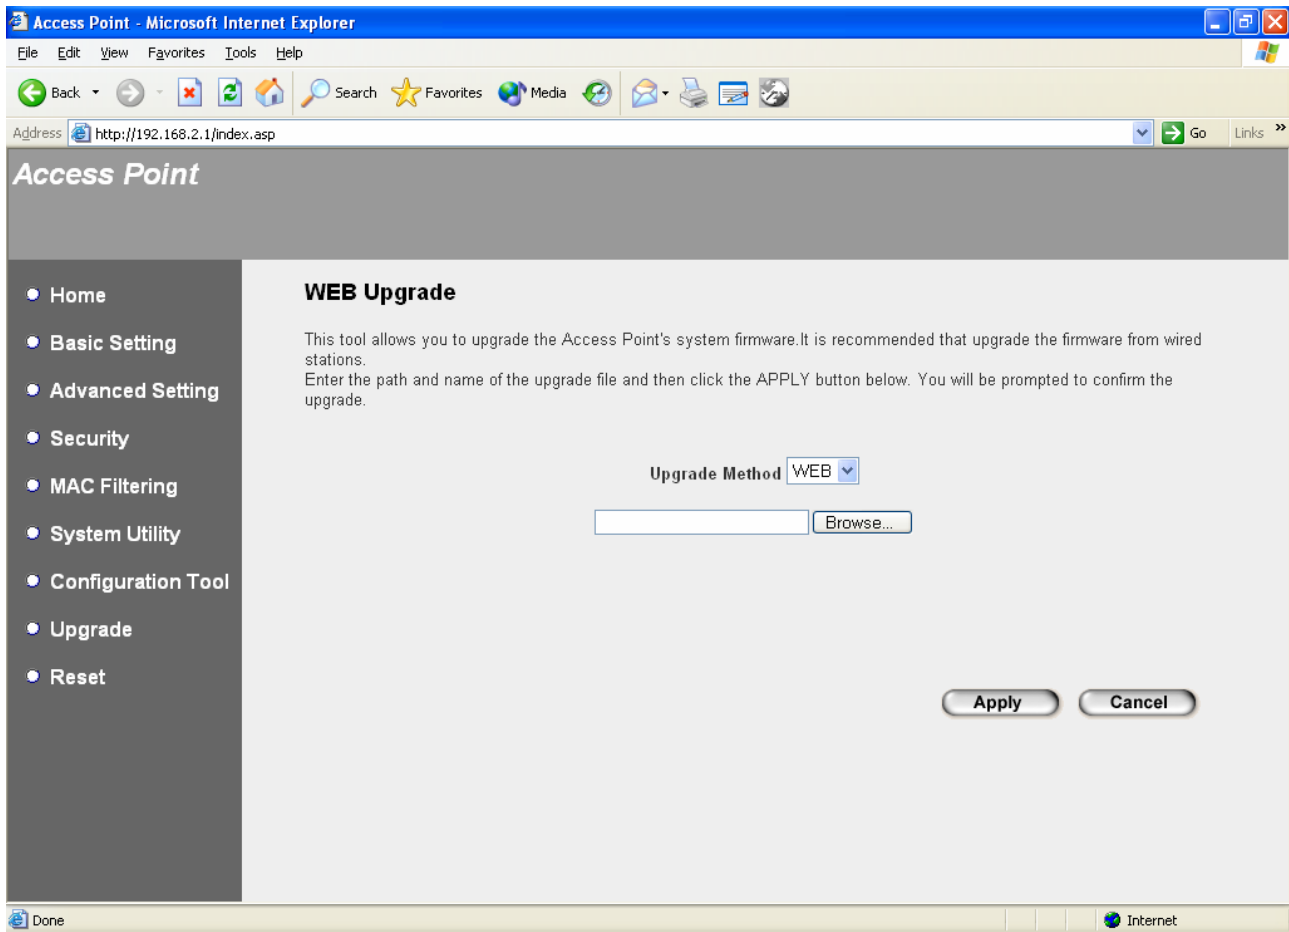 Access Point - Microsoft Internet Explorer
File Edit View Favorites Tools Help
Back Search Favorites Media
Address http://192.168.2.1/index.asp Go Links »
Access Point
Home
Basic Setting
Advanced Setting
Security
MAC Filtering
System Utility
Configuration Tool
Upgrade
Reset
WEB Upgrade
This tool allows you to upgrade the Access Point's system firmware.It is recommended that upgrade the firmware from wired
stations.
Enter the path and name of the upgrade file and then click the APPLY button below. You will be prompted to confirm the
upgrade.
Upgrade Method WEB
Browse...
Apply Cancel
Done Internet